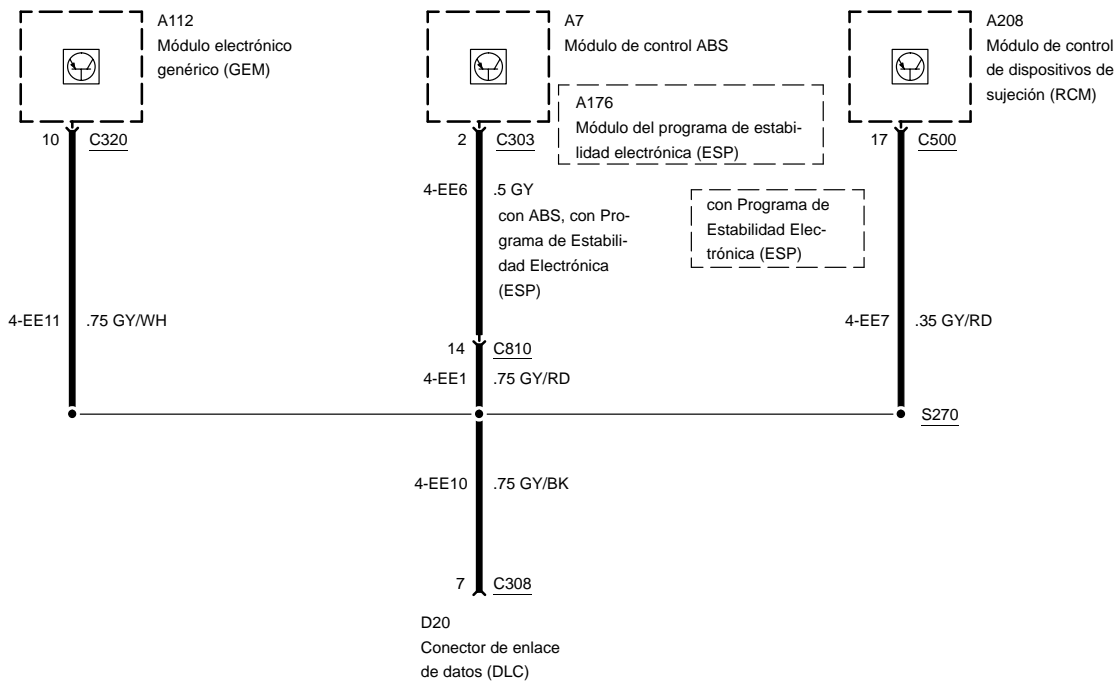 A112
Módulo electrónico
genérico (GEM)
10 C320
A7
Módulo de control ABS
A176
Módulo del programa de estabi-
lidad electrónica (ESP)
2 C303
A208
Módulo de control
de dispositivos de
sujeción (RCM)
17 C500
4-EE6 .5 GY
con ABS, con Pro-
grama de Estabili-
dad Electrónica
(ESP)
con Programa de
Estabilidad Elec-
trónica (ESP)
4-EE11 .75 GY/WH
4-EE7 .35 GY/RD
14 C810
4-EE1 .75 GY/RD
S270
4-EE10 .75 GY/BK
7 C308
D20
Conector de enlace
de datos (DLC)